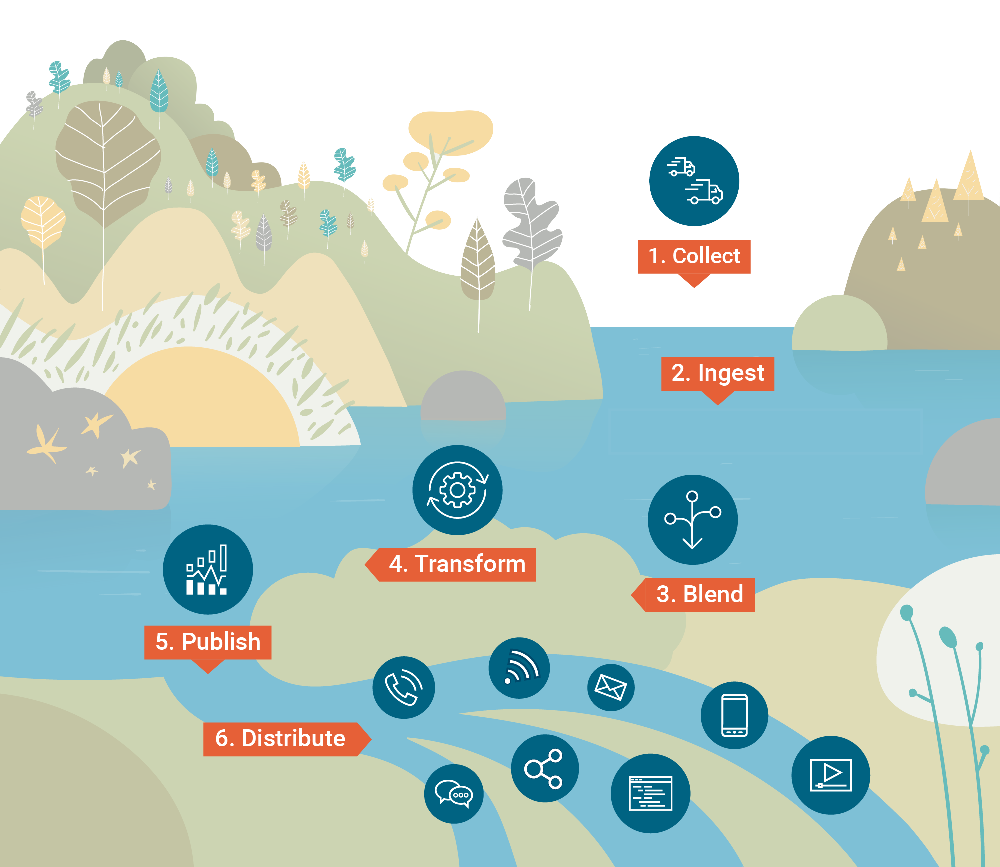 1. Collect
2. Ingest
3. Blend
4. Transform
5. Publish
6. Distribute